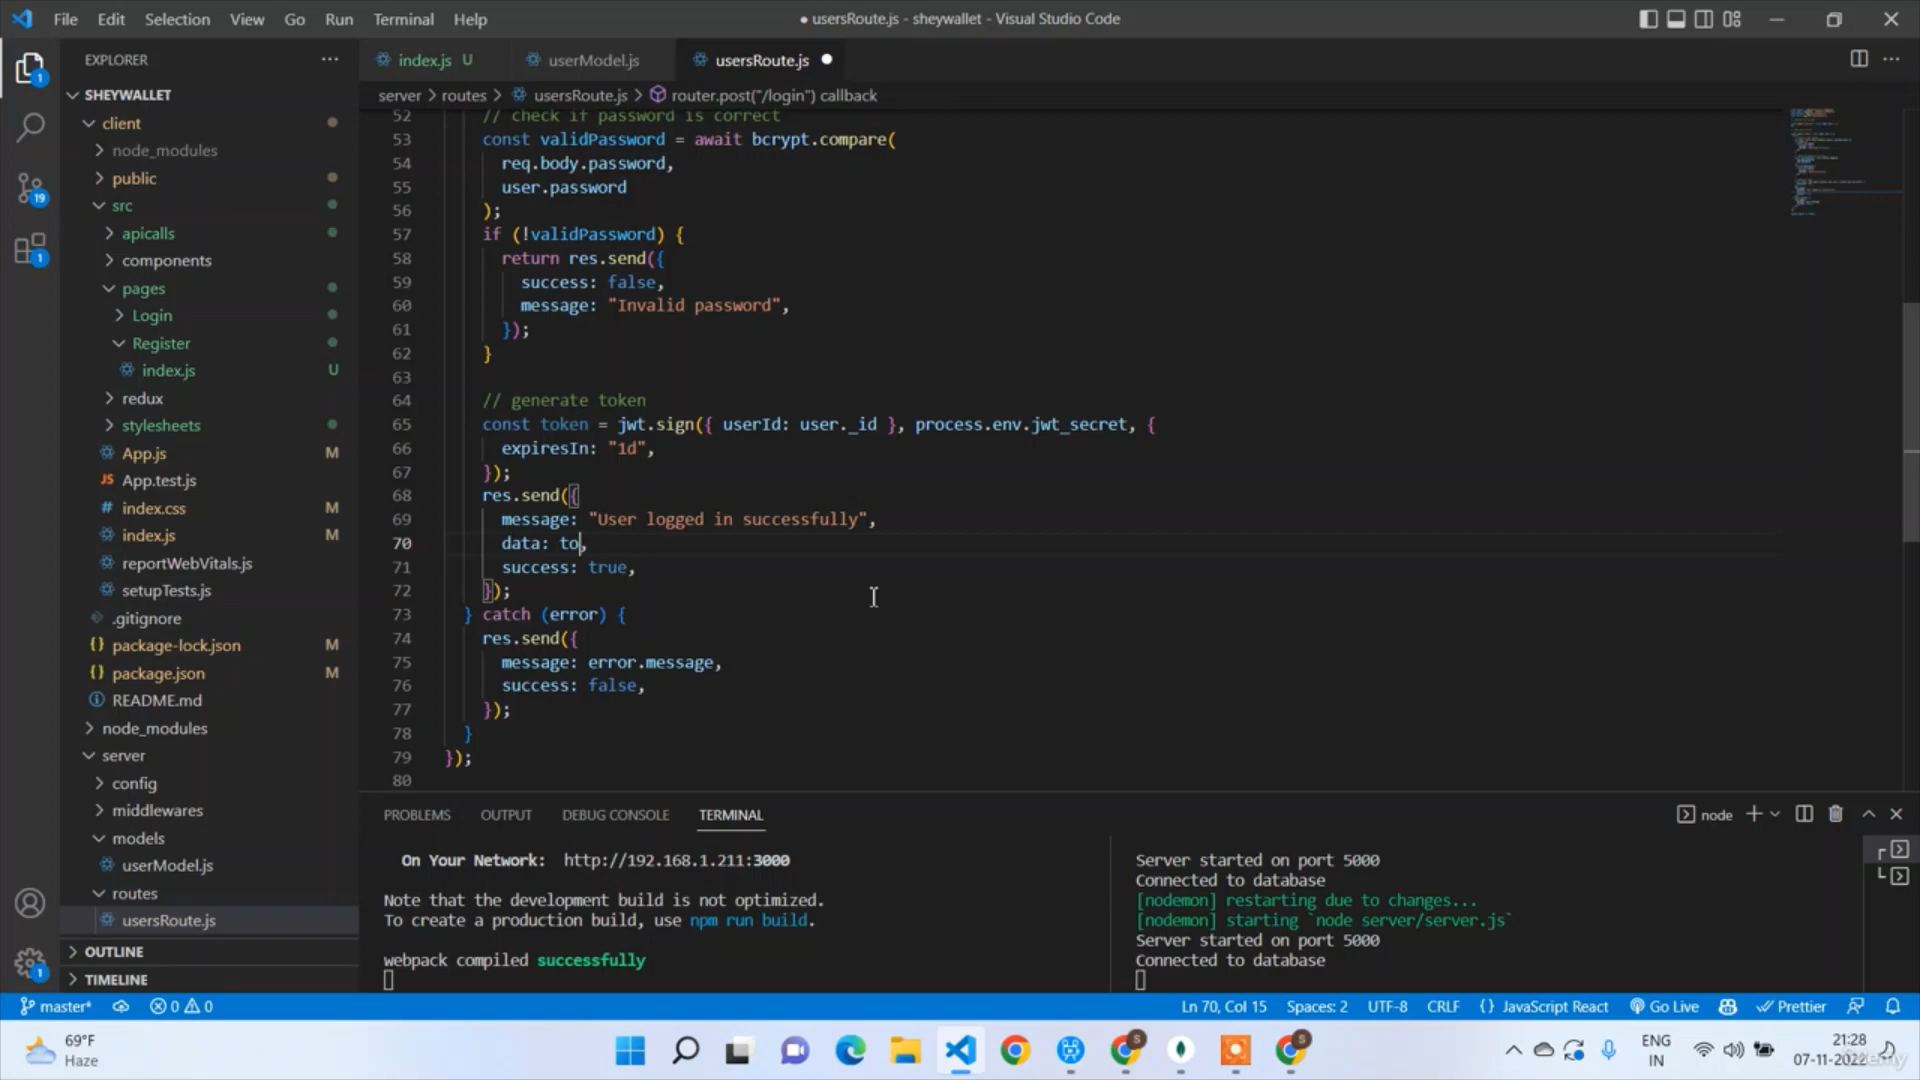 File Edit Selection View Go Run Terminal Help
● usersRoute.js - sheywallet - Visual Studio Code
EXPLORER
index.js U
userModel.js
usersRoute.js
server > routes > usersRoute.js > router.post("/login") callback
SHEYWALLET
client
node_modules
public
src
apicalls
components
pages
Login
Register
index.js U
redux
stylesheets
App.js M
App.test.js
index.css M
index.js M
reportWebVitals.js
setupTests.js
.gitignore
package-lock.json M
package.json M
README.md
node_modules
server
config
middlewares
models
userModel.js
routes
usersRoute.js
OUTLINE
TIMELINE
1
19
1
1
52 // check if password is correct
53 const validPassword = await bcrypt.compare(
54 req.body.password,
55 user.password
56 );
57 if (!validPassword) {
58 return res.send({
59 success: false,
60 message: "Invalid password",
61 });
62 }
63
64 // generate token
65 const token = jwt.sign({ userId: user._id }, process.env.jwt_secret, {
66 expiresIn: "1d",
67 });
68 res.send({
69 message: "User logged in successfully",
70 data: to,
71 success: true,
72 });
73 } catch (error) {
74 res.send({
75 message: error.message,
76 success: false,
77 });
78 }
79 });
80
PROBLEMS OUTPUT DEBUG CONSOLE TERMINAL
node
On Your Network: http://192.168.1.211:3000
Note that the development build is not optimized.
To create a production build, use npm run build.
webpack compiled successfully
Server started on port 5000
Connected to database
[nodemon] restarting due to changes...
[nodemon] starting `node server/server.js`
Server started on port 5000
Connected to database
master* 0 0
Ln 70, Col 15 Spaces: 2 UTF-8 CRLF {} JavaScript React Go Live Prettier
69°F
Haze
ENG
IN
21:28
07-11-2022